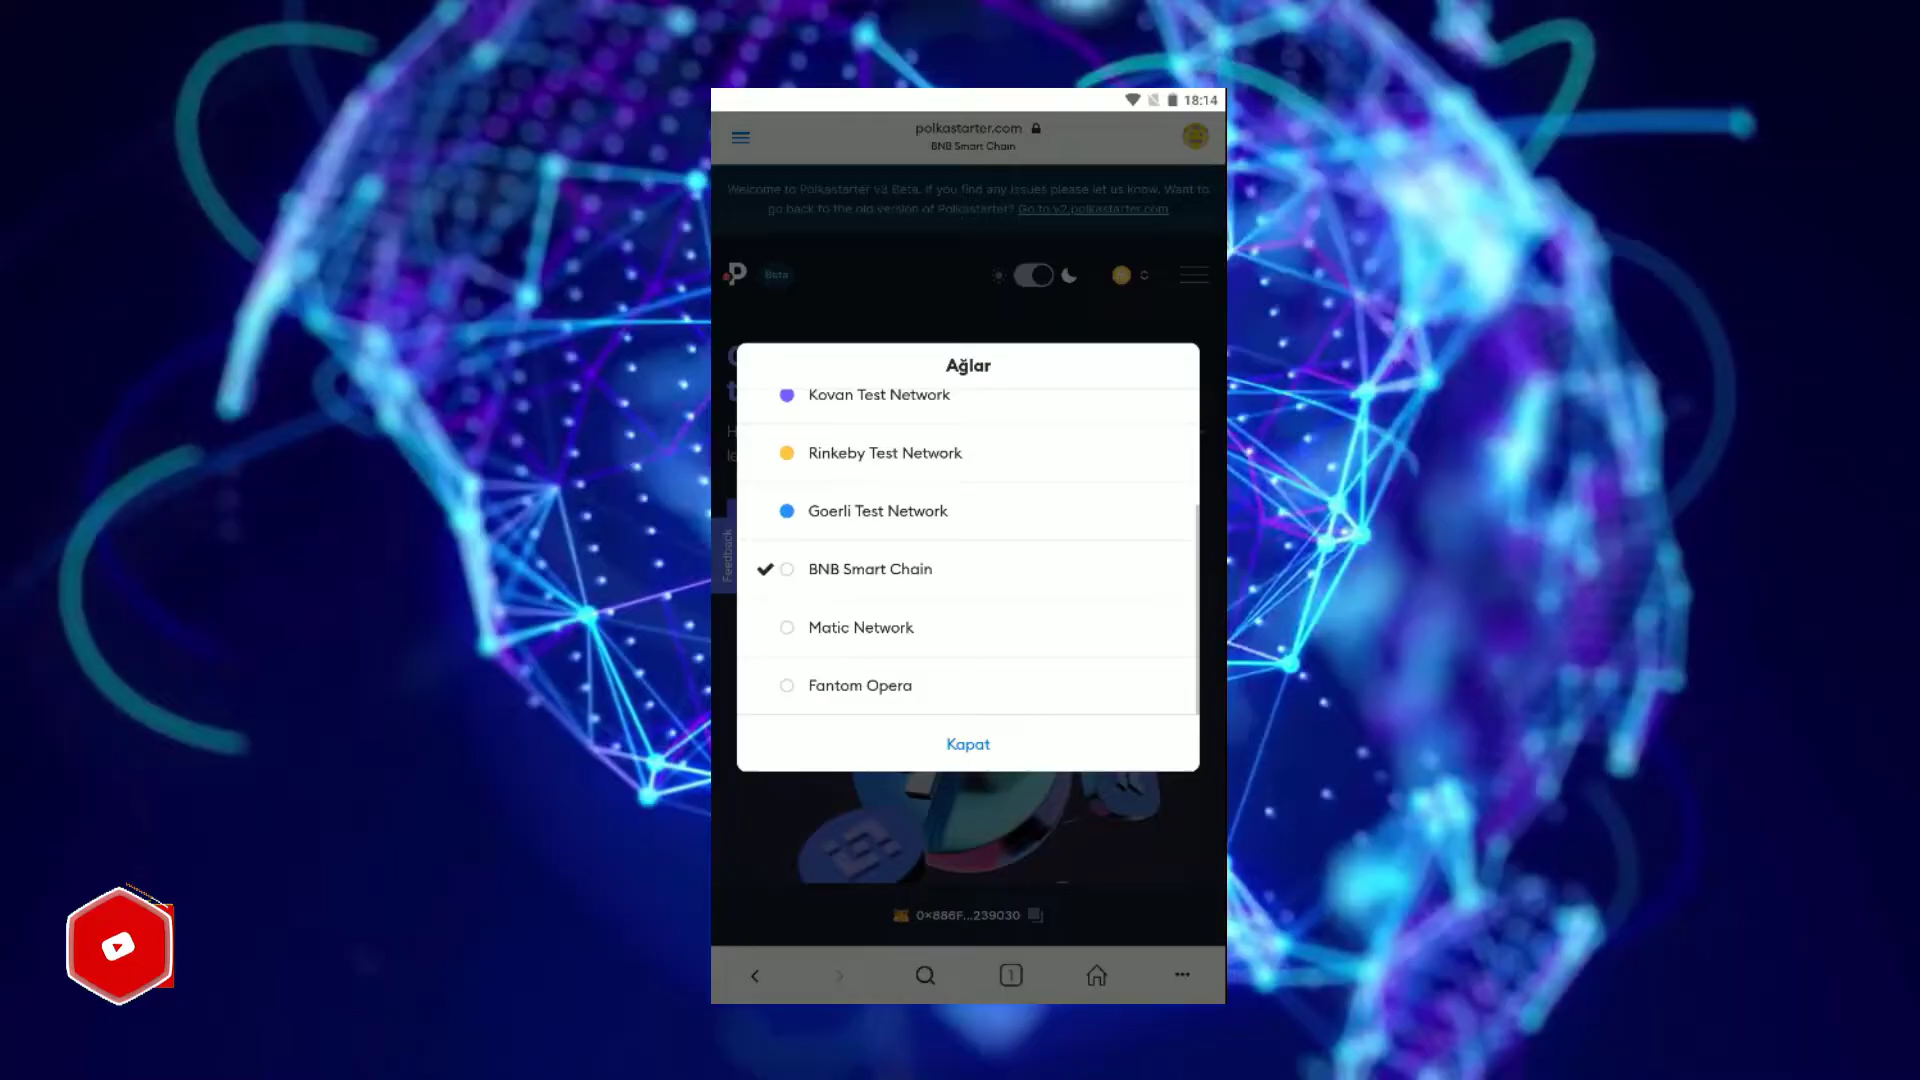 18:14
polkastarter.com
BNB Smart Chain
Welcome to Polkastarter v3 Beta. If you find any issues please let us know. Want to
go back to the old version of Polkastarter? Go to v2.polkastarter.com
Beta
Ağlar
Kovan Test Network
Rinkeby Test Network
Goerli Test Network
Feedback
BNB Smart Chain
Matic Network
Fantom Opera
Kapat
0x886F...239030
1